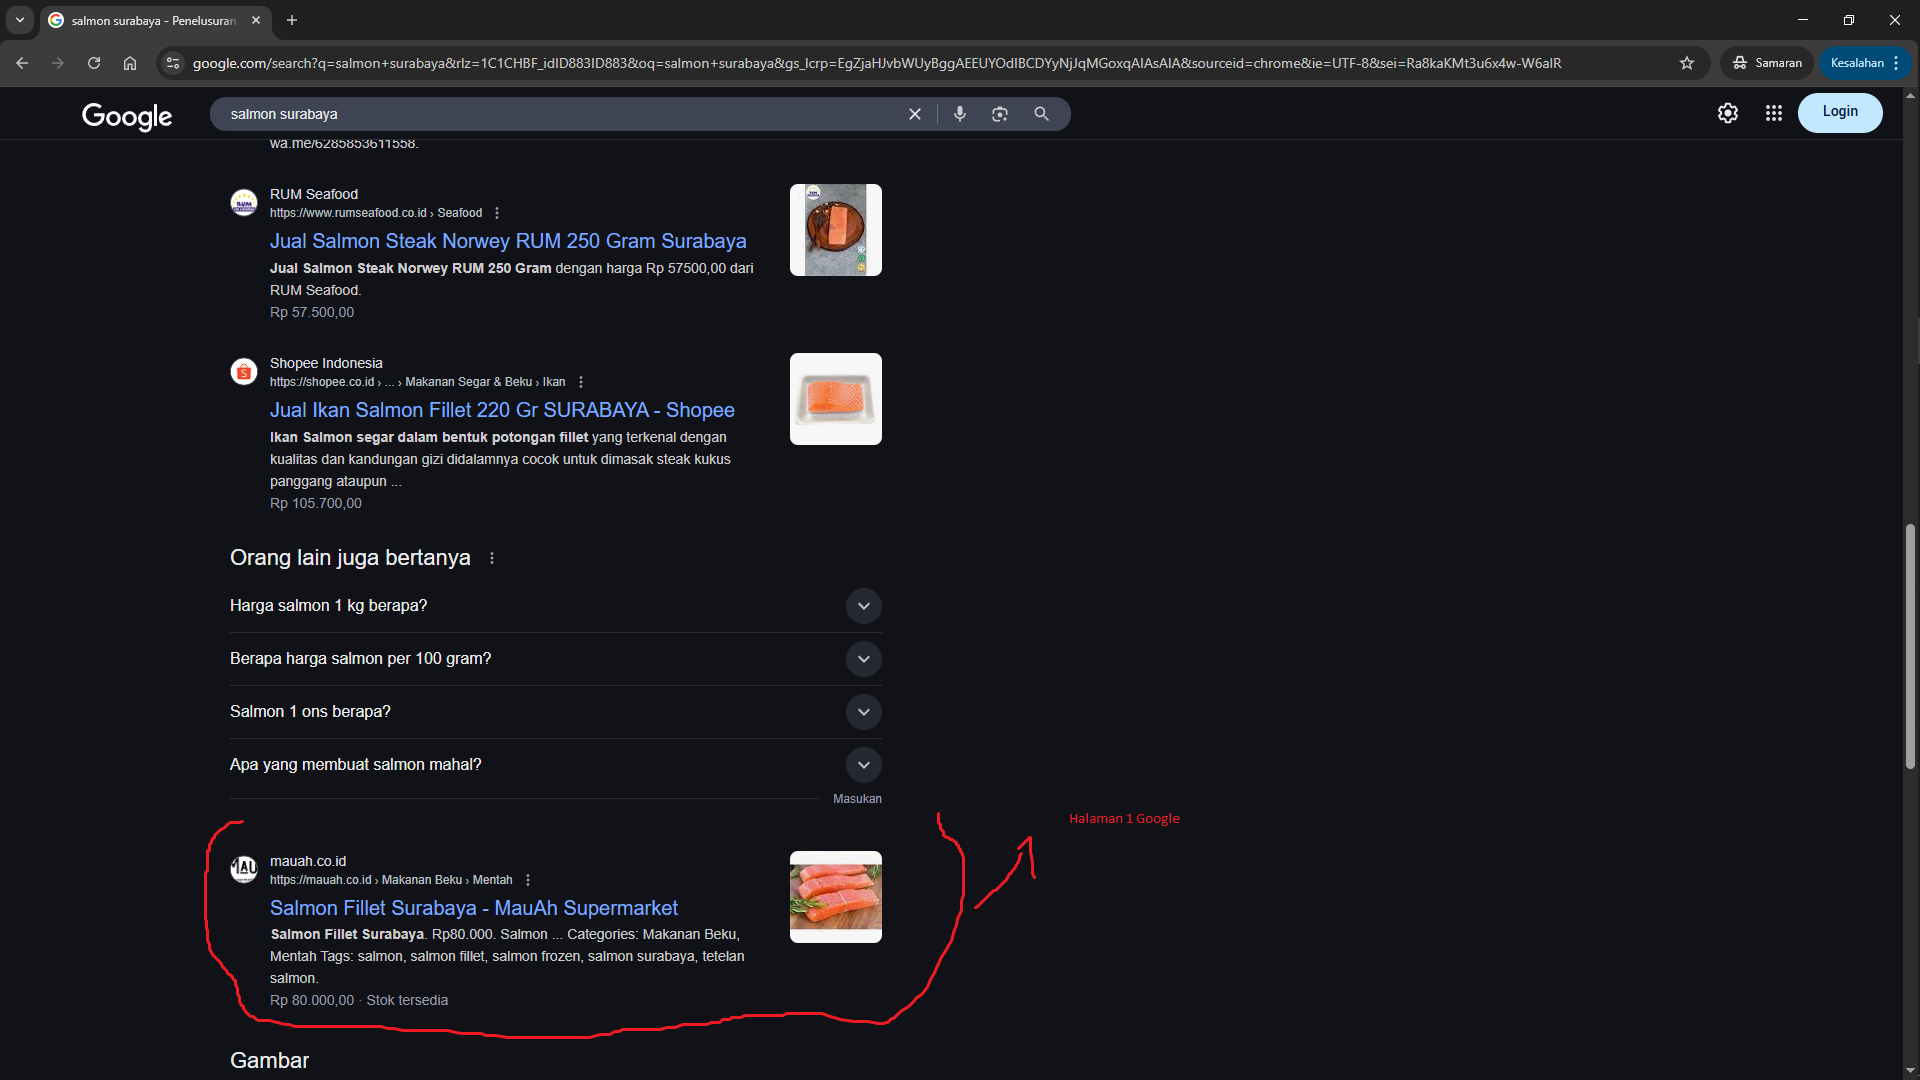 salmon surabaya - Penelusuran
google.com/search?q=salmon+surabaya&rlz=1C1CHBF_idID883ID883&oq=salmon+surabaya&gs_lcrp=EgZjaHJvbWUyBggAEEUYOdIBCDYyNjJqMGoxqAIAsAIA&sourceid=chrome&ie=UTF-8&sei=Ra8kaKMt3u6x4w-W6aIR
Samaran
Kesalahan
Google
salmon surabaya
Login
wa.me/6285853611558.
RUM Seafood
https://www.rumseafood.co.id › Seafood
Jual Salmon Steak Norwey RUM 250 Gram Surabaya
Jual Salmon Steak Norwey RUM 250 Gram dengan harga Rp 57500,00 dari
RUM Seafood.
Rp 57.500,00
Shopee Indonesia
https://shopee.co.id › ... › Makanan Segar & Beku › Ikan
Jual Ikan Salmon Fillet 220 Gr SURABAYA - Shopee
Ikan Salmon segar dalam bentuk potongan fillet yang terkenal dengan
kualitas dan kandungan gizi didalamnya cocok untuk dimasak steak kukus
panggang ataupun ...
Rp 105.700,00
Orang lain juga bertanya
Harga salmon 1 kg berapa?
Berapa harga salmon per 100 gram?
Salmon 1 ons berapa?
Apa yang membuat salmon mahal?
Masukan
Halaman 1 Google
mauah.co.id
https://mauah.co.id › Makanan Beku › Mentah
Salmon Fillet Surabaya - MauAh Supermarket
Salmon Fillet Surabaya. Rp80.000. Salmon ... Categories: Makanan Beku,
Mentah Tags: salmon, salmon fillet, salmon frozen, salmon surabaya, tetelan
salmon.
Rp 80.000,00 · Stok tersedia
Gambar